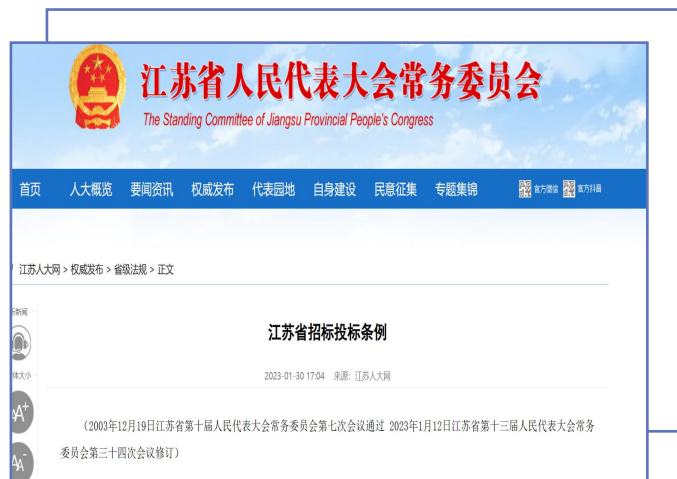 江苏省人民代表大会常务委员会
The Standing Committee of Jiangsu Provincial People's Congress
首页 人大概览 要闻资讯 权威发布 代表园地 自身建设 民意征集 专题集锦 官方微信 官方抖音
江苏人大网 > 权威发布 > 省级法规 > 正文
听新闻
江苏省招标投标条例
2023-01-30 17:04 来源: 江苏人大网
体大小
A+
（2003年12月19日江苏省第十届人民代表大会常务委员会第七次会议通过 2023年1月12日江苏省第十三届人民代表大会常务
委员会第三十四次会议修订）
A-